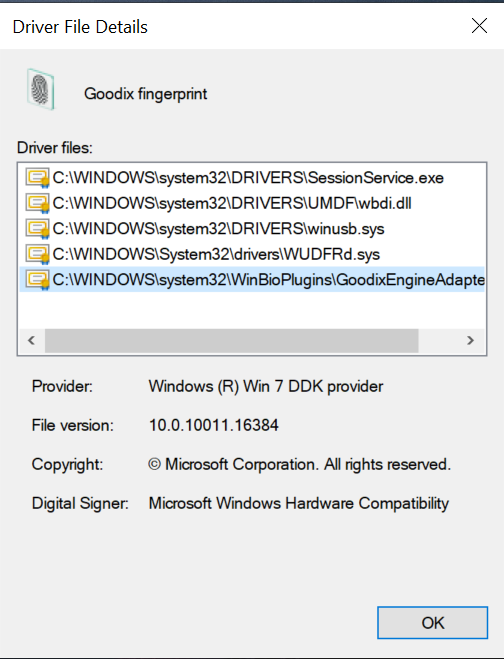 Driver File Details
Goodix fingerprint
Driver files:
C:\WINDOWS\system32\DRIVERS\SessionService.exe
C:\WINDOWS\system32\DRIVERS\UMDF\wbdi.dll
C:\WINDOWS\system32\DRIVERS\winusb.sys
C:\WINDOWS\System32\drivers\WUDFRd.sys
C:\WINDOWS\system32\WinBioPlugins\GoodixEngineAdapte
Provider: Windows (R) Win 7 DDK provider
File version: 10.0.10011.16384
Copyright: © Microsoft Corporation. All rights reserved.
Digital Signer: Microsoft Windows Hardware Compatibility
OK